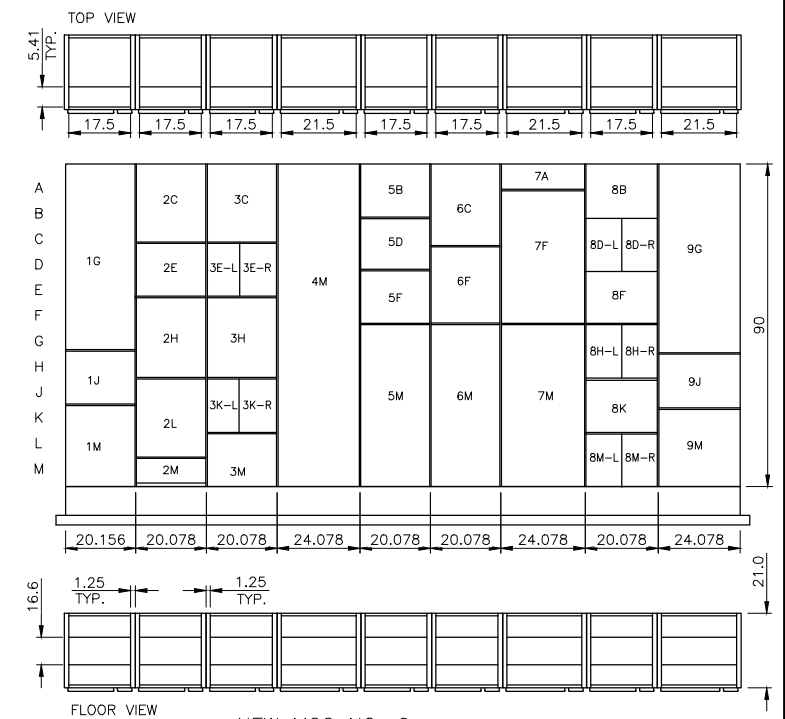 TOP VIEW
5.41
TYP.
17.5 17.5 17.5 21.5 17.5 17.5 21.5 17.5 21.5
A
B
C
D
E
F
G
H
J
K
L
M
1G
1J
1M
2C
2E
2H
2L
2M
3C
3E-L 3E-R
3H
3K-L 3K-R
3M
4M
5B
5D
5F
5M
6C
6F
6M
7A
7F
7M
8B
8D-L 8D-R
8F
8H-L 8H-R
8K
8M-L 8M-R
9G
9J
9M
90
20.156 20.078 20.078 24.078 20.078 20.078 24.078 20.078 24.078
16.6
1.25
TYP.
1.25
TYP.
21.0
FLOOR VIEW